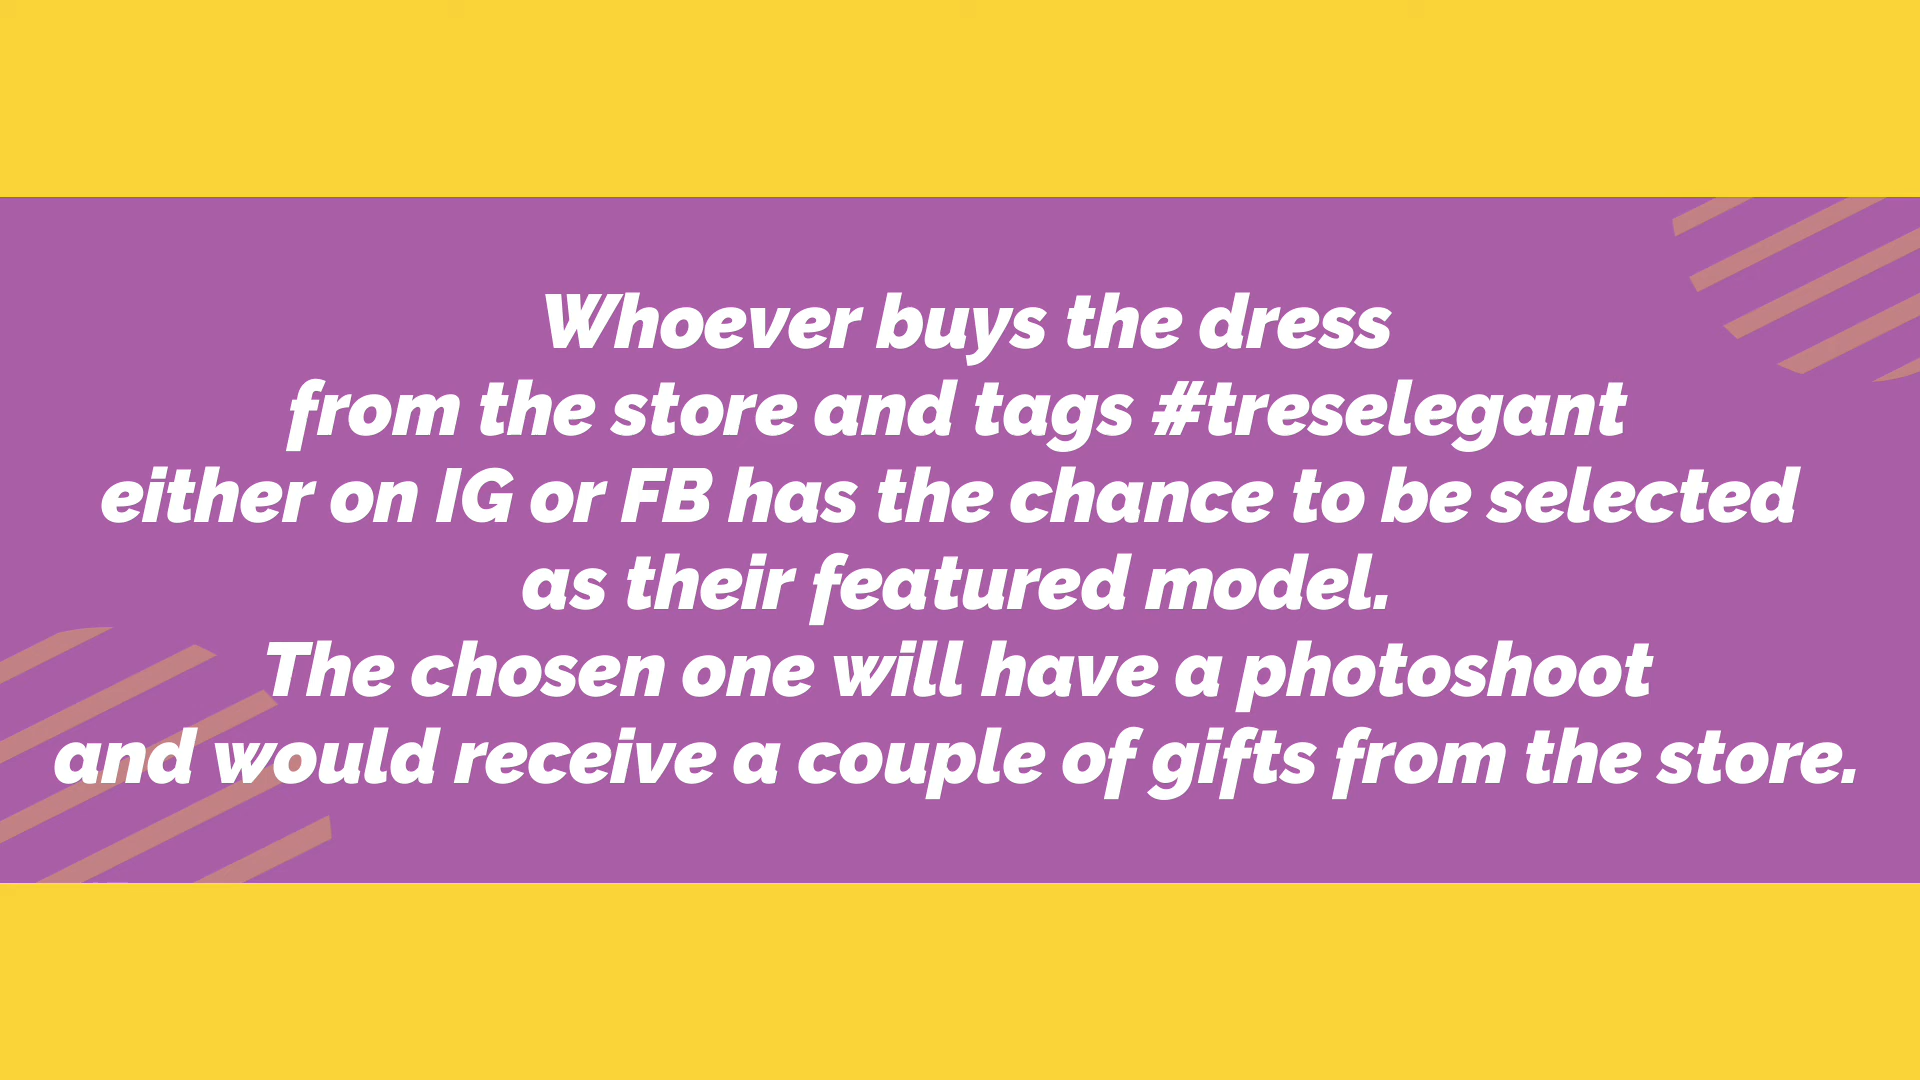 Whoever buys the dress
from the store and tags #treselegant
either on IG or FB has the chance to be selected
as their featured model.
The chosen one will have a photoshoot
and would receive a couple of gifts from the store.